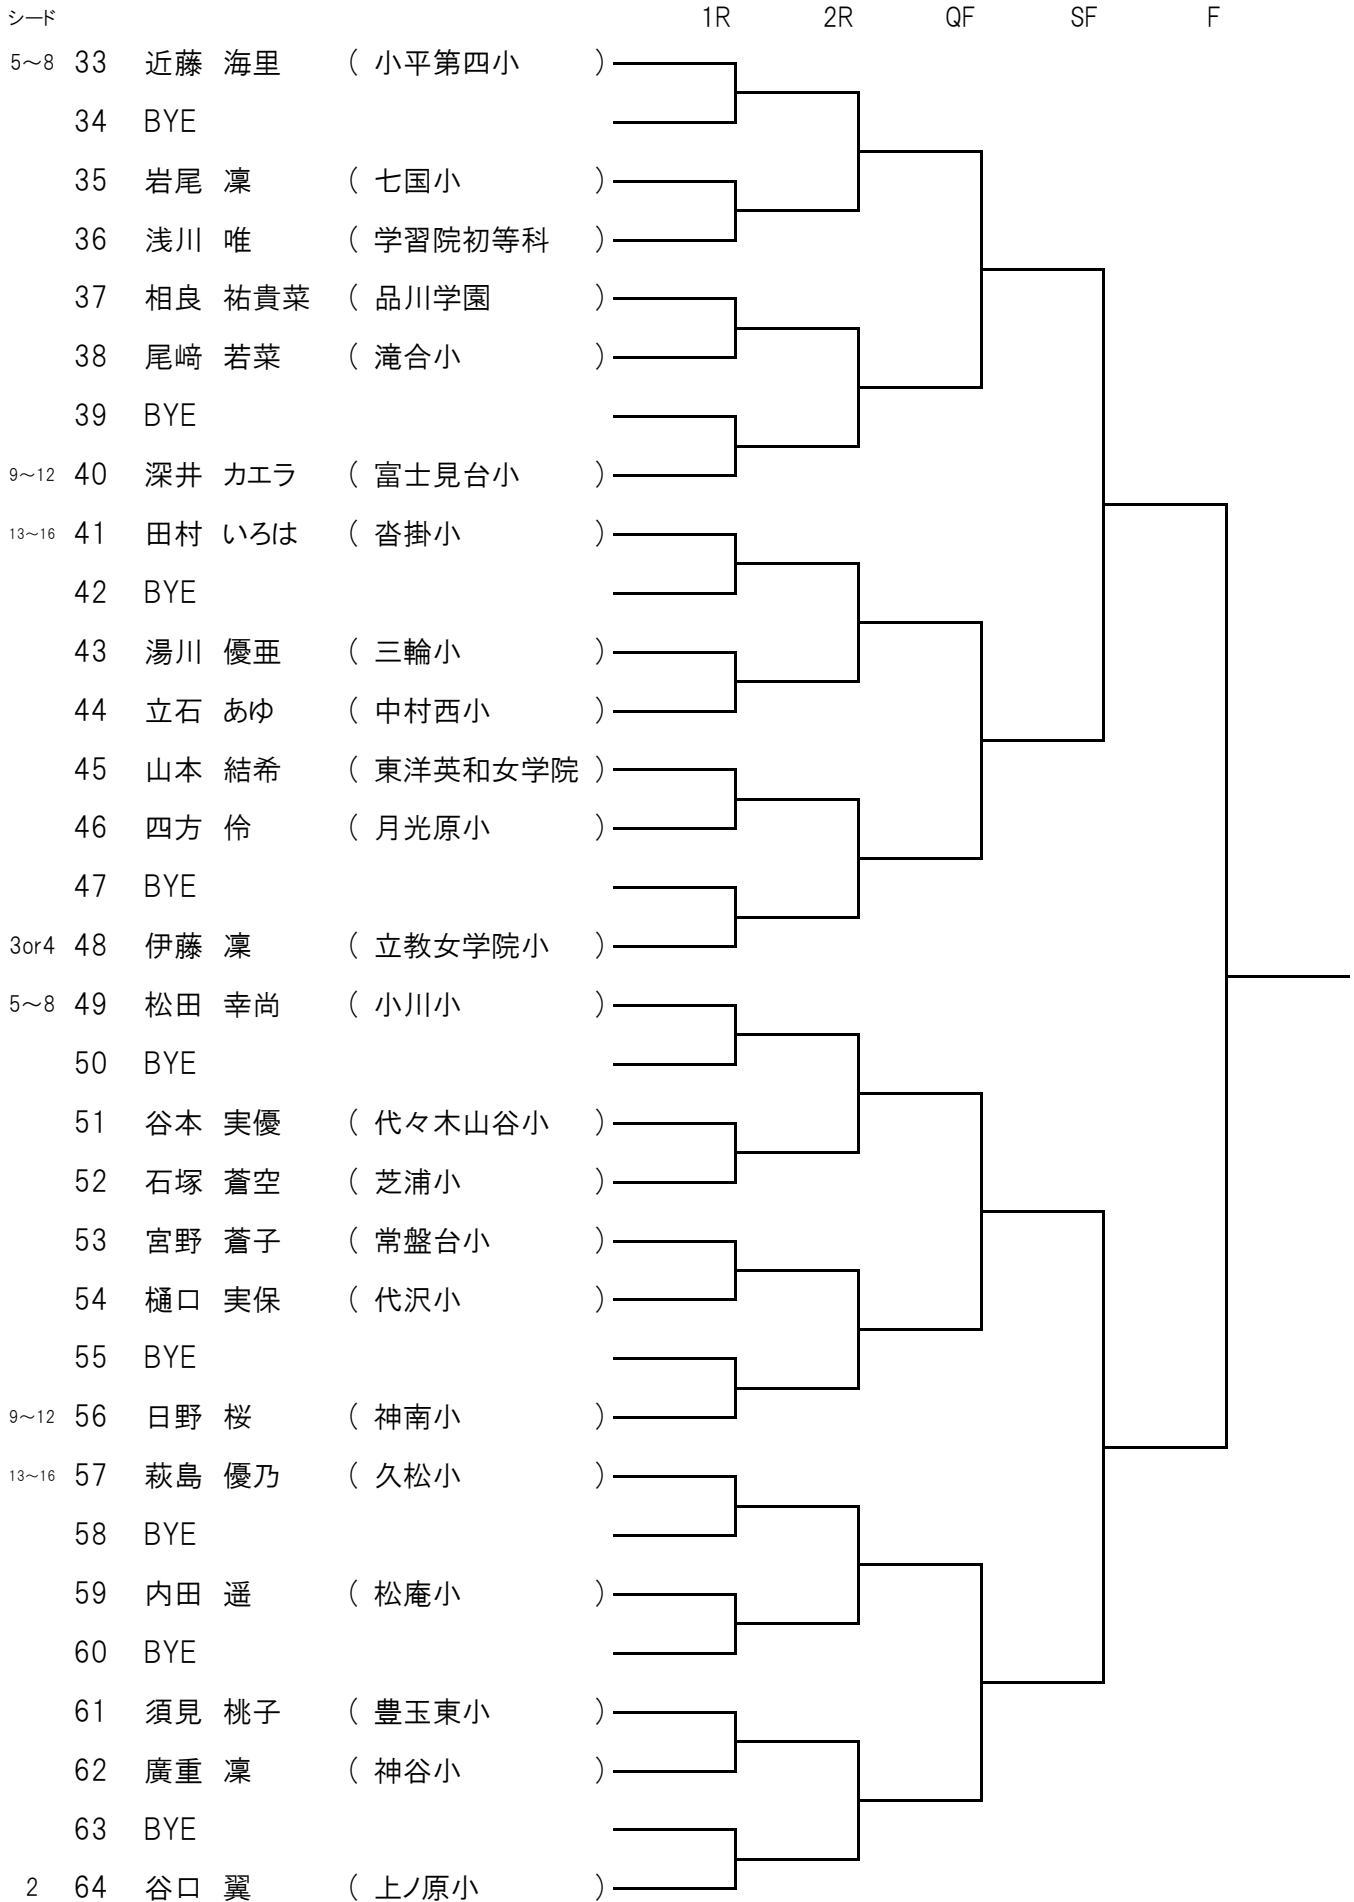 シード 1R 2R QF SF F
5～8 33 近藤 海里 ( 小平第四小 )
34 BYE
35 岩尾 凜 ( 七国小 )
36 浅川 唯 ( 学習院初等科 )
37 相良 祐貴菜 ( 品川学園 )
38 尾﨑 若菜 ( 滝合小 )
39 BYE
9～12 40 深井 カエラ ( 富士見台小 )
13～16 41 田村 いろは ( 沓掛小 )
42 BYE
43 湯川 優亜 ( 三輪小 )
44 立石 あゆ ( 中村西小 )
45 山本 結希 ( 東洋英和女学院 )
46 四方 伶 ( 月光原小 )
47 BYE
3or4 48 伊藤 凜 ( 立教女学院小 )
5～8 49 松田 幸尚 ( 小川小 )
50 BYE
51 谷本 実優 ( 代々木山谷小 )
52 石塚 蒼空 ( 芝浦小 )
53 宮野 蒼子 ( 常盤台小 )
54 樋口 実保 ( 代沢小 )
55 BYE
9～12 56 日野 桜 ( 神南小 )
13～16 57 萩島 優乃 ( 久松小 )
58 BYE
59 内田 遥 ( 松庵小 )
60 BYE
61 須見 桃子 ( 豊玉東小 )
62 廣重 凜 ( 神谷小 )
63 BYE
2 64 谷口 翼 ( 上ノ原小 )